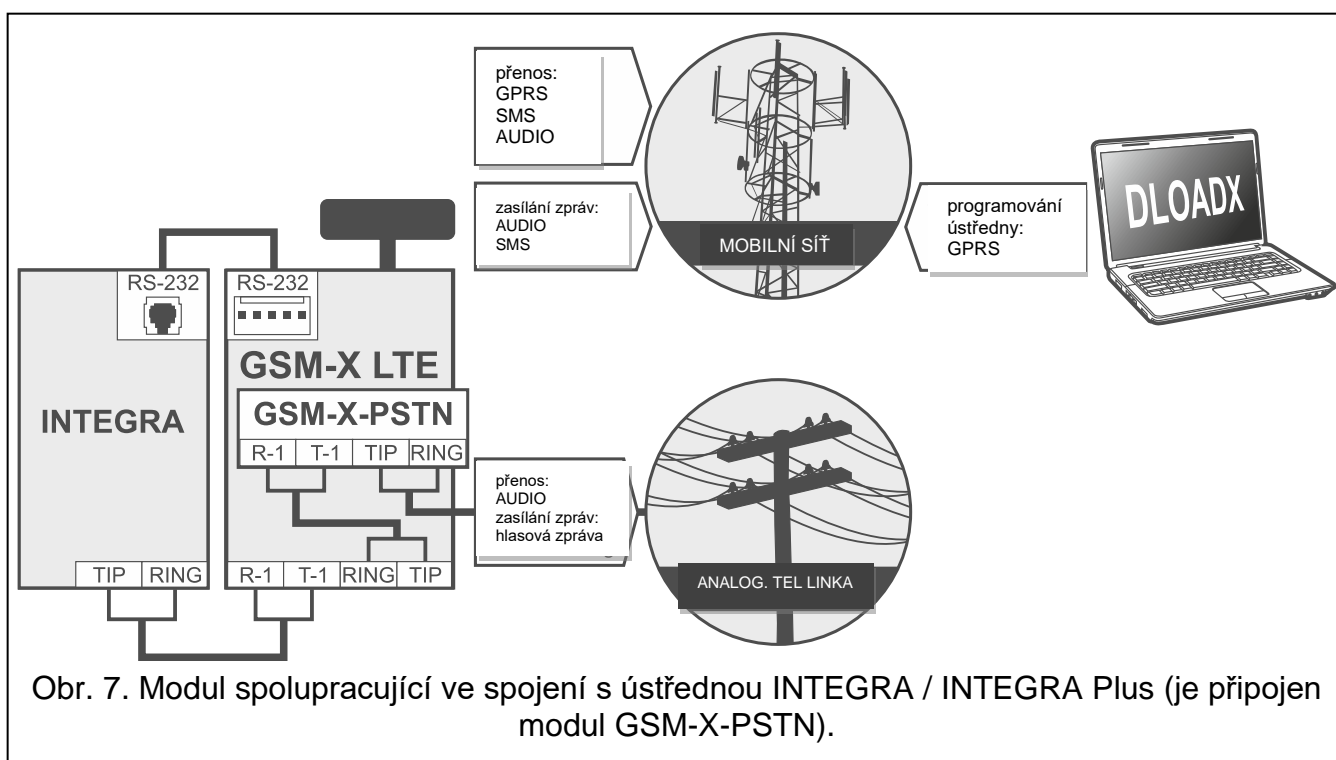 přenos:
GPRS
SMS
AUDIO
zasílání zpráv:
AUDIO
SMS
MOBILNÍ SÍŤ
programování
ústředny:
GPRS
DLOADX
RS-232
RS-232
INTEGRA
GSM-X LTE
GSM-X-PSTN
R-1 T-1 TIP RING
TIP RING
R-1 T-1 RING TIP
přenos:
AUDIO
zasílání zpráv:
hlasová zpráva
ANALOG. TEL LINKA
Obr. 7. Modul spolupracující ve spojení s ústřednou INTEGRA / INTEGRA Plus (je připojen
modul GSM-X-PSTN).